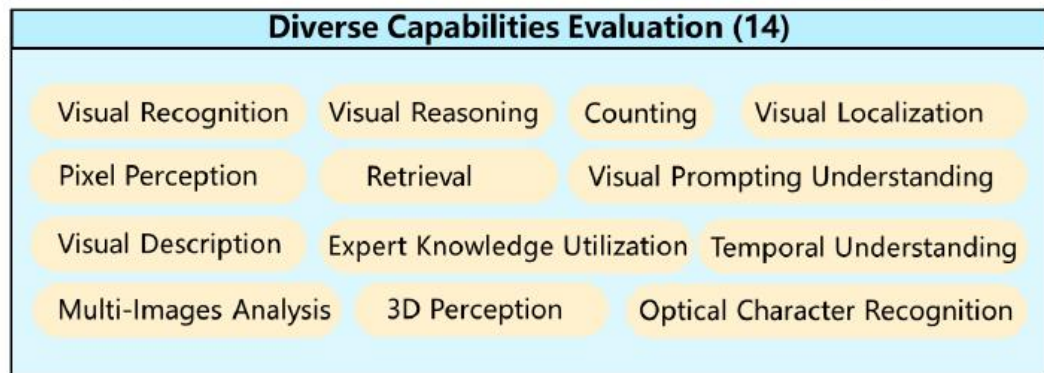 Diverse Capabilities Evaluation (14)
Visual Recognition Visual Reasoning Counting Visual Localization
Pixel Perception Retrieval Visual Prompting Understanding
Visual Description Expert Knowledge Utilization Temporal Understanding
Multi-Images Analysis 3D Perception Optical Character Recognition